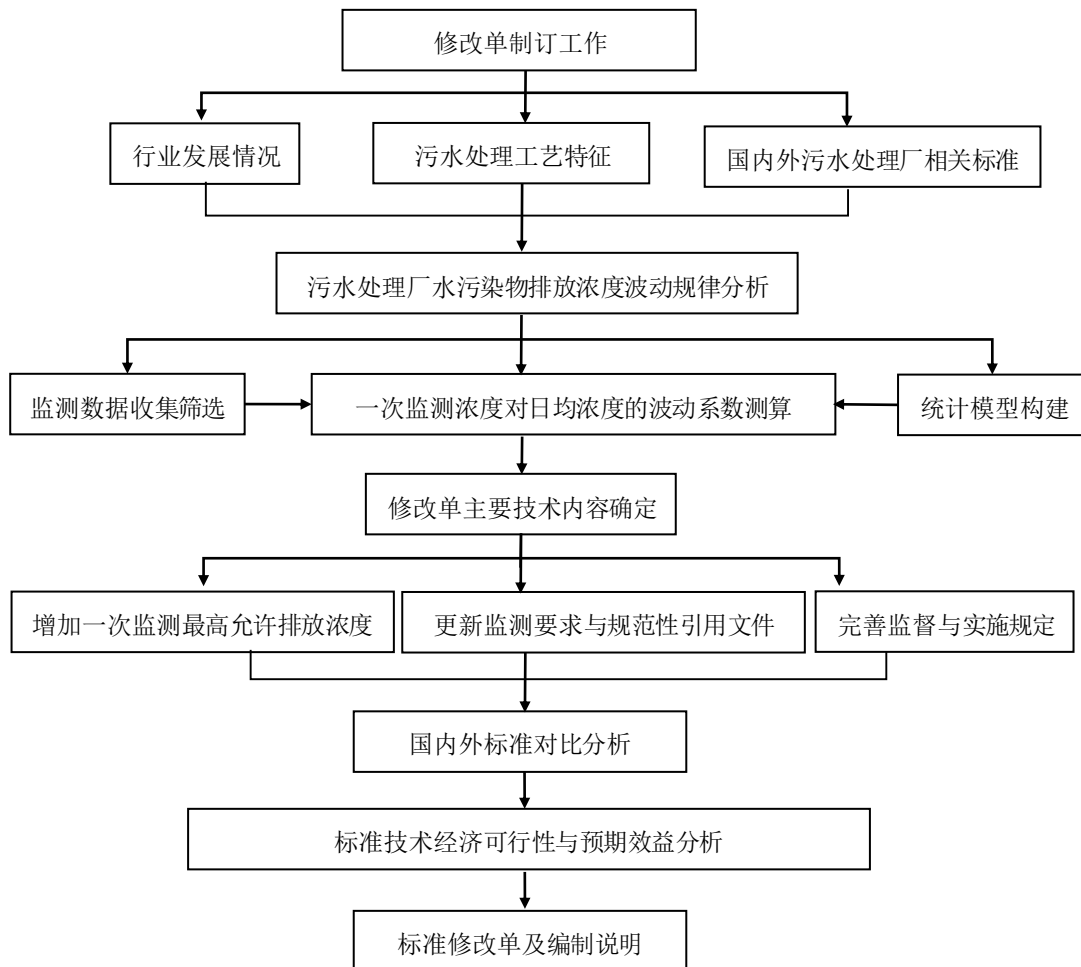 修改单制订工作
行业发展情况
污水处理工艺特征
国内外污水处理厂相关标准
污水处理厂水污染物排放浓度波动规律分析
监测数据收集筛选
一次监测浓度对日均浓度的波动系数测算
统计模型构建
修改单主要技术内容确定
增加一次监测最高允许排放浓度
更新监测要求与规范性引用文件
完善监督与实施规定
国内外标准对比分析
标准技术经济可行性与预期效益分析
标准修改单及编制说明